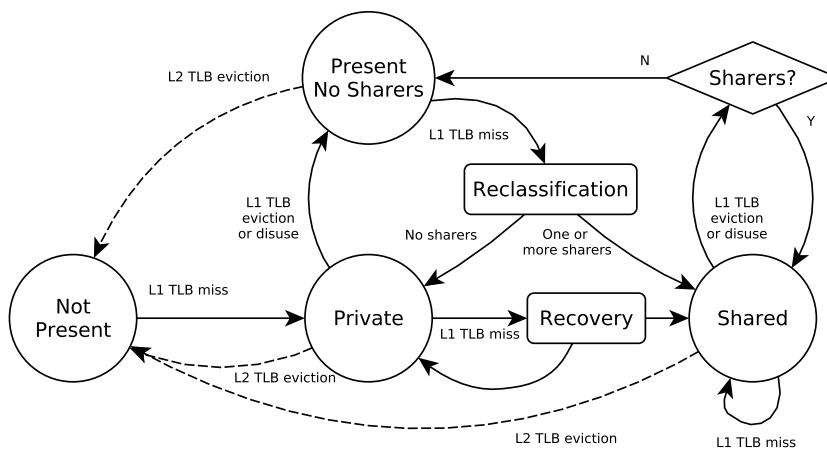 Present
No Sharers
L2 TLB eviction
N
Sharers?
Y
L1 TLB miss
Reclassification
L1 TLB
eviction
or disuse
No sharers
One or
more sharers
L1 TLB
eviction
or disuse
Not
Present
L1 TLB miss
Private
L1 TLB miss
Recovery
Shared
L2 TLB eviction
L2 TLB eviction
L1 TLB miss